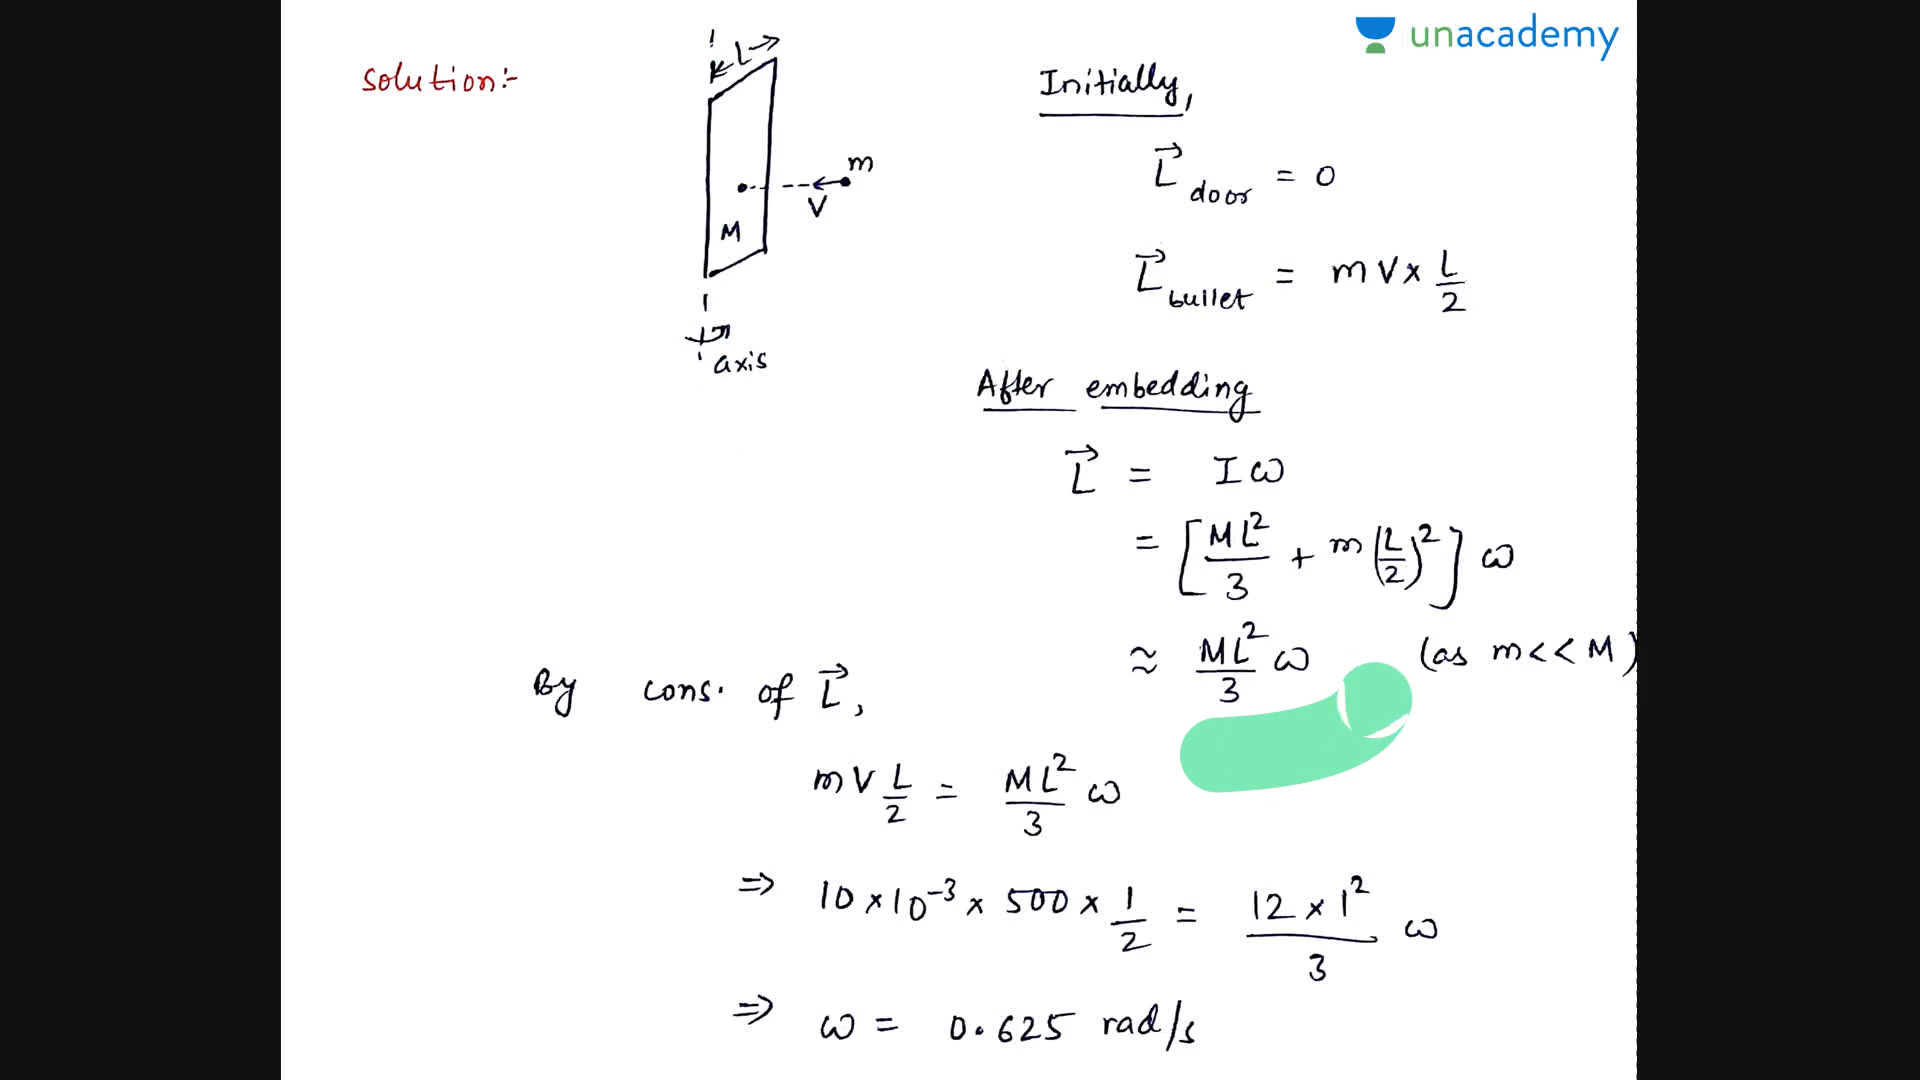 unacademy
Solution:-
L
m
V
M
axis
Initially,
L⃗ door = 0
L⃗ bullet = mV × L/2
After embedding
L⃗ = Iω
= [ML²/3 + m(L/2)²] ω
≈ ML²/3 ω (as m<<M)
By cons. of L⃗,
mV L/2 = ML²/3 ω
⇒ 10×10⁻³ × 500 × 1/2 = 12×1²/3 ω
⇒ ω = 0.625 rad/s